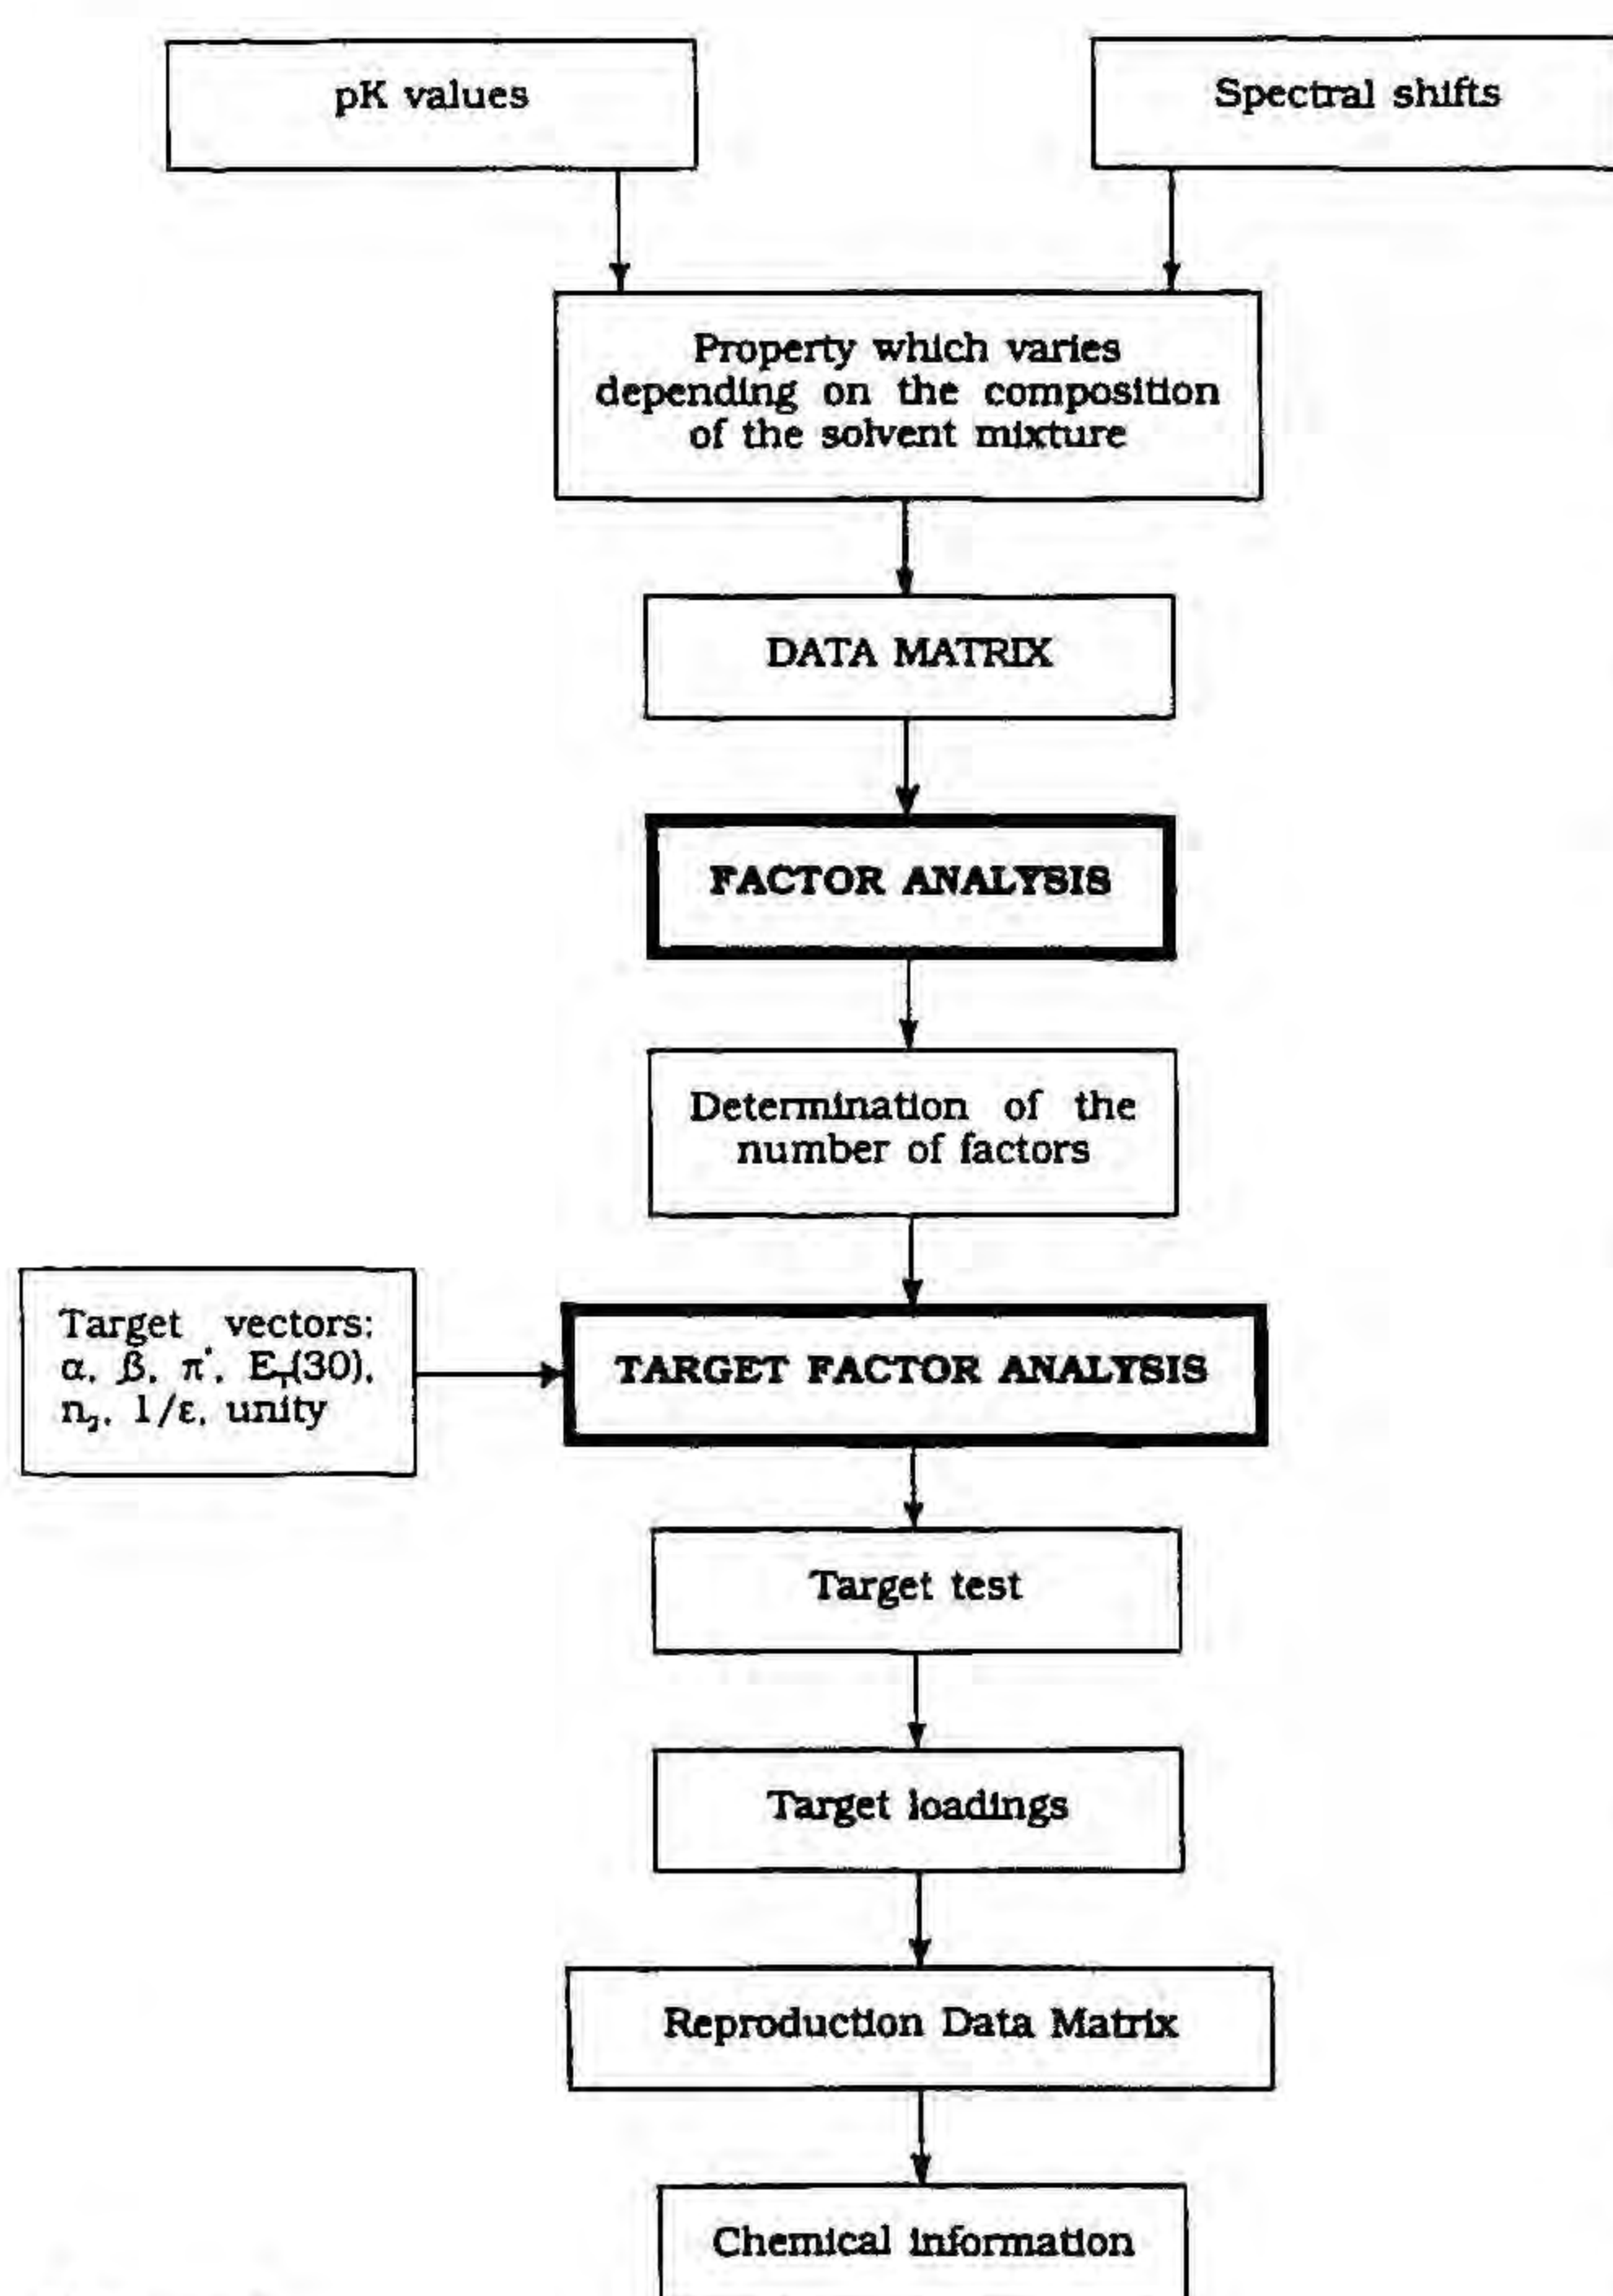 pK values
Spectral shifts
Property which varies
depending on the composition
of the solvent mixture
DATA MATRIX
FACTOR ANALYSIS
Determination of the
number of factors
Target vectors:
α, β, π*, E_T(30),
1/ε, unity
TARGET FACTOR ANALYSIS
Target test
Target loadings
Reproduction Data Matrix
Chemical information